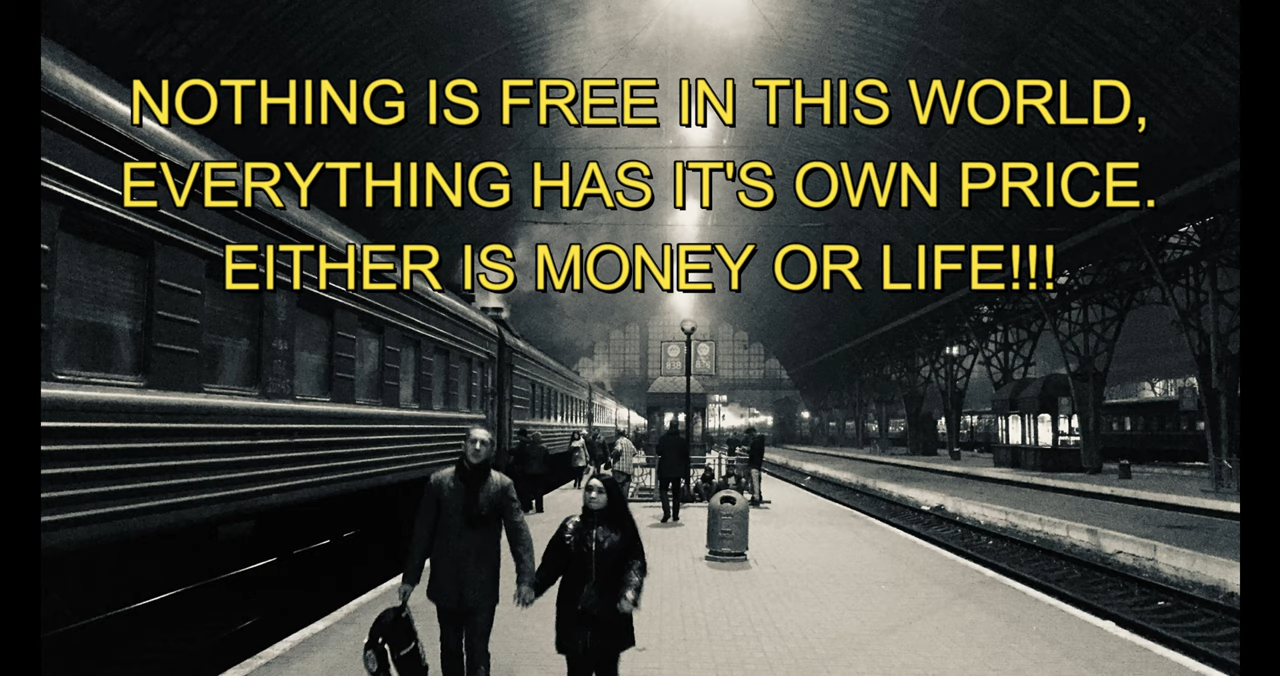 NOTHING IS FREE IN THIS WORLD,
EVERYTHING HAS IT'S OWN PRICE.
EITHER IS MONEY OR LIFE!!!